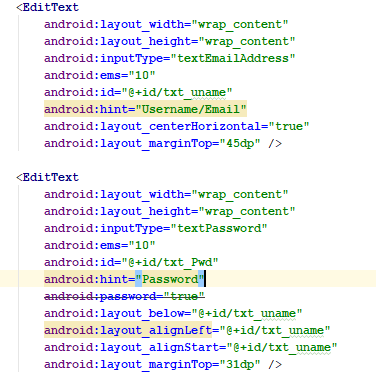 <EditText
android:layout_width="wrap_content"
android:layout_height="wrap_content"
android:inputType="textEmailAddress"
android:ems="10"
android:id="@+id/txt_uname"
android:hint="Username/Email"
android:layout_centerHorizontal="true"
android:layout_marginTop="45dp" />
<EditText
android:layout_width="wrap_content"
android:layout_height="wrap_content"
android:inputType="textPassword"
android:ems="10"
android:id="@+id/txt_Pwd"
android:hint="Password"
android:password="true"
android:layout_below="@+id/txt_uname"
android:layout_alignLeft="@+id/txt_uname"
android:layout_alignStart="@+id/txt_uname"
android:layout_marginTop="31dp" />